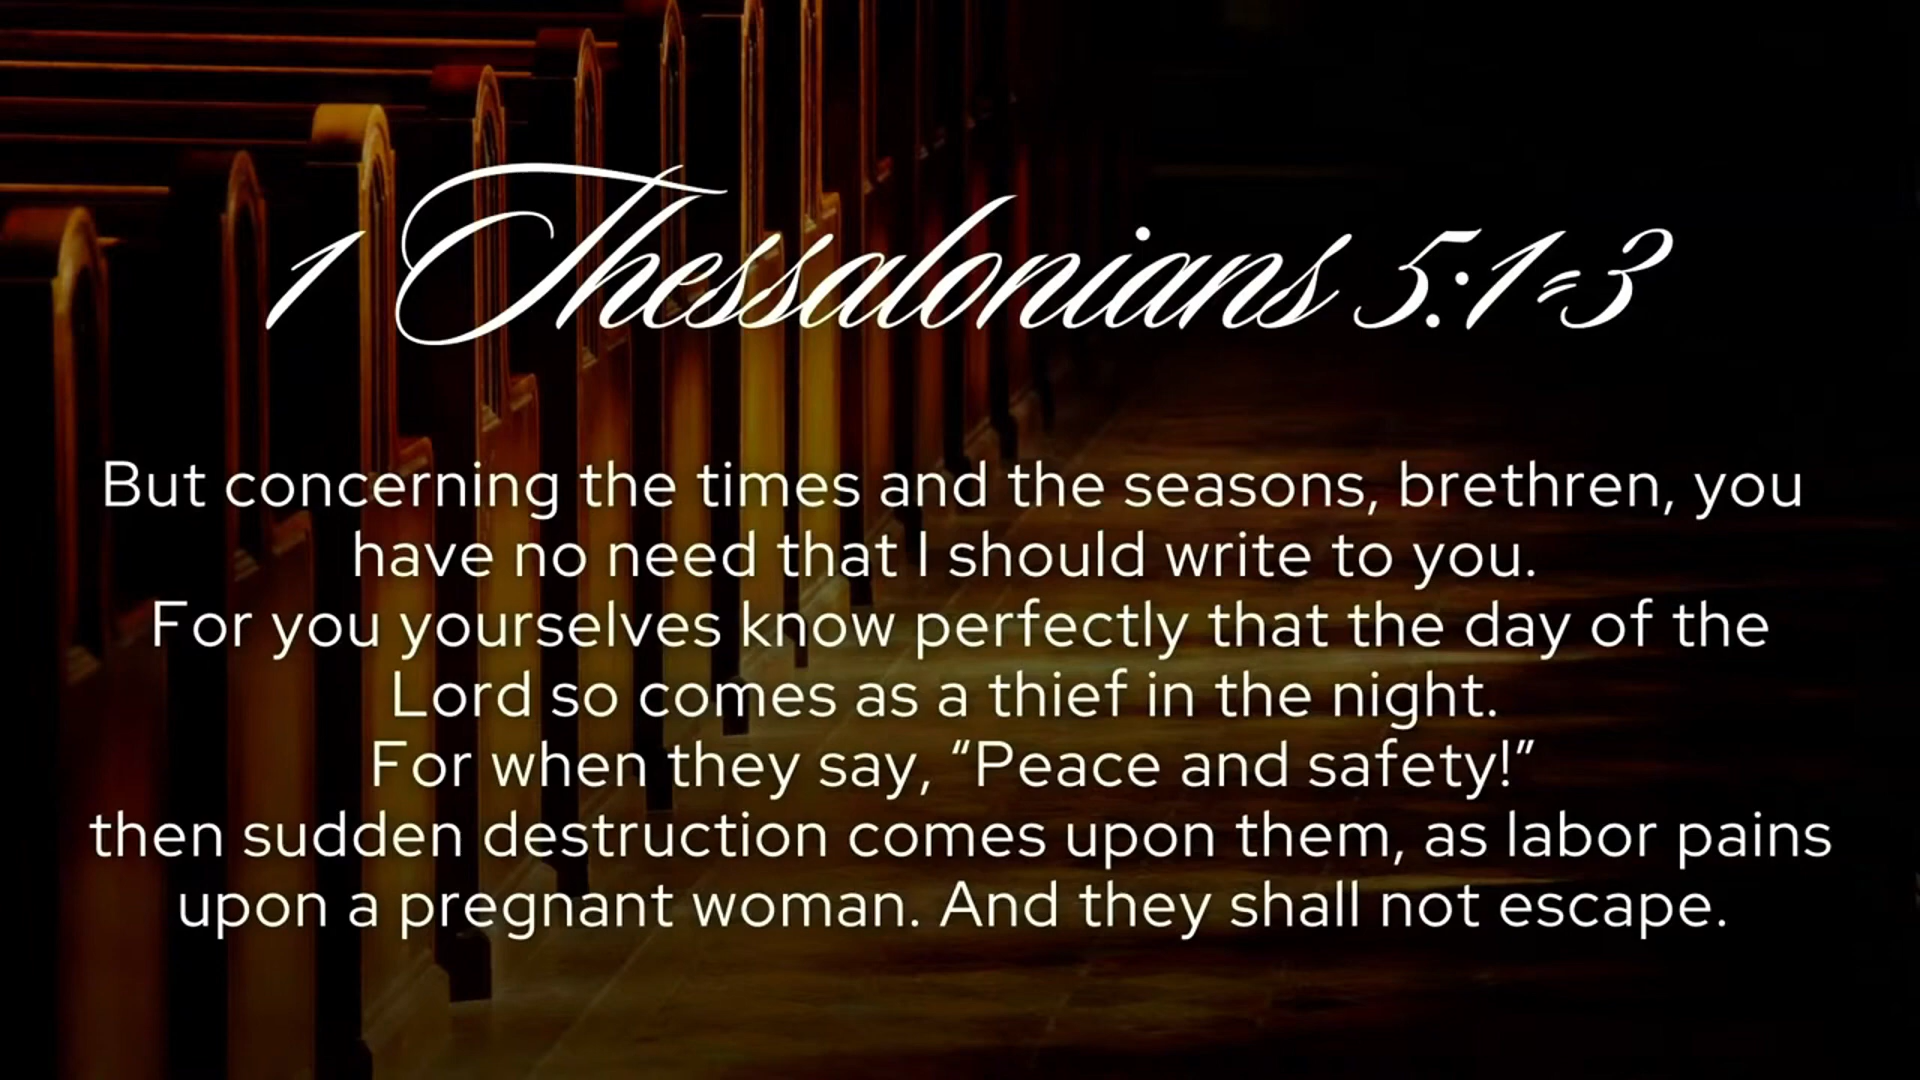 1 Thessalonians 5:1-3
But concerning the times and the seasons, brethren, you
have no need that I should write to you.
For you yourselves know perfectly that the day of the
Lord so comes as a thief in the night.
For when they say, “Peace and safety!”
then sudden destruction comes upon them, as labor pains
upon a pregnant woman. And they shall not escape.